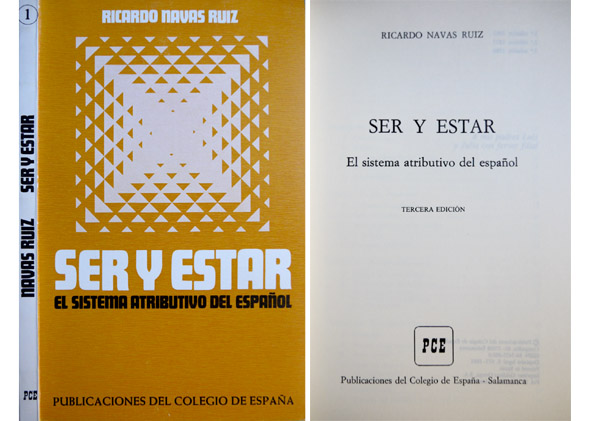 1
NAVAS RUIZ SER Y ESTAR
PCE
RICARDO NAVAS RUIZ
SER Y ESTAR
EL SISTEMA ATRIBUTIVO DEL ESPAÑOL
PUBLICACIONES DEL COLEGIO DE ESPAÑA
RICARDO NAVAS RUIZ
SER Y ESTAR
El sistema atributivo del español
TERCERA EDICIÓN
PCE
Publicaciones del Colegio de España - Salamanca